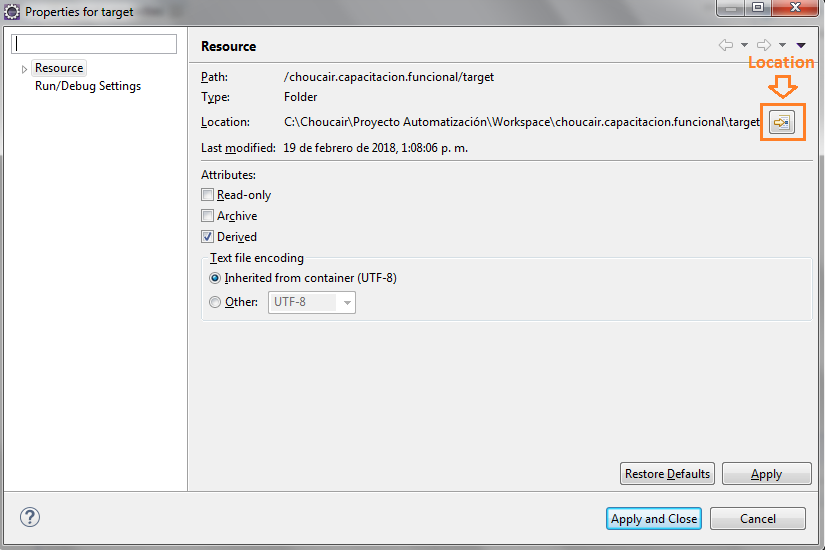 Properties for target
Resource
Run/Debug Settings
Resource
Location
Path: /choucair.capacitacion.funcional/target
Type: Folder
Location: C:\Choucair\Proyecto Automatización\Workspace\choucair.capacitacion.funcional\target
Last modified: 19 de febrero de 2018, 1:08:06 p. m.
Attributes:
Read-only
Archive
Derived
Text file encoding
Inherited from container (UTF-8)
Other: UTF-8
Restore Defaults Apply
? Apply and Close Cancel